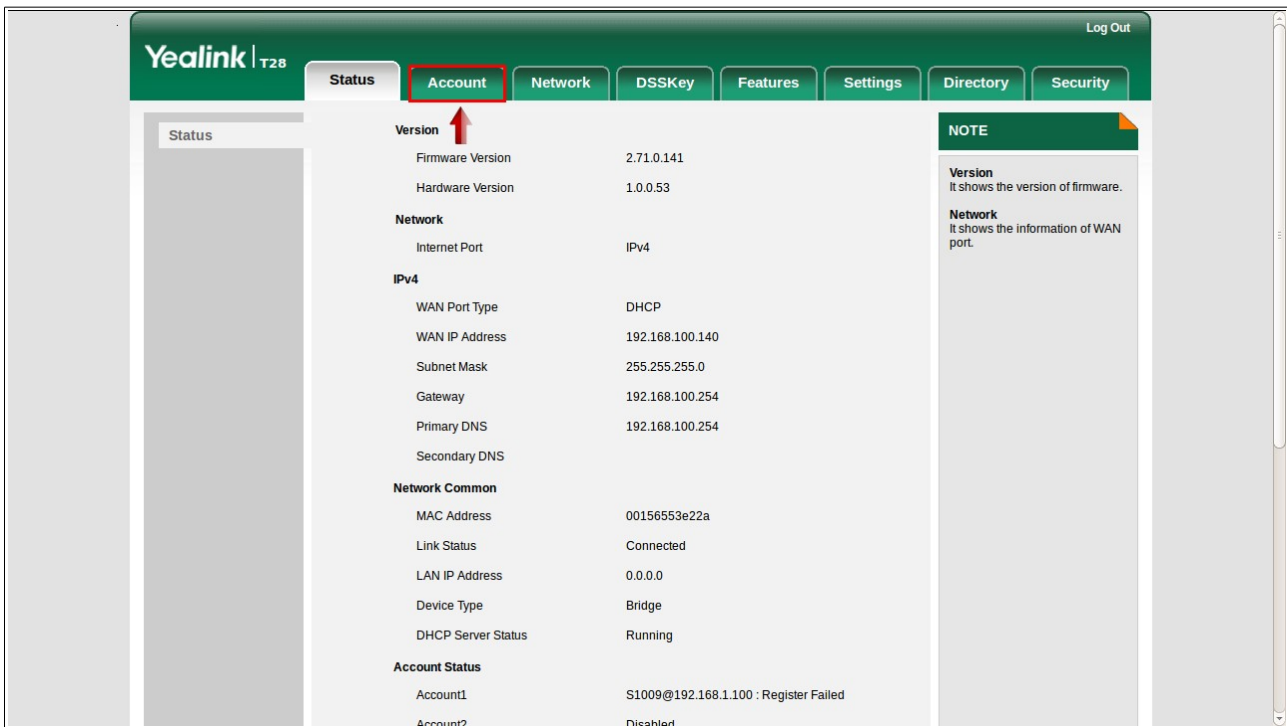 Log Out
Yealink T28
Status Account Network DSSKey Features Settings Directory Security
Status
Version
Firmware Version 2.71.0.141
Hardware Version 1.0.0.53
Network
Internet Port IPv4
IPv4
WAN Port Type DHCP
WAN IP Address 192.168.100.140
Subnet Mask 255.255.255.0
Gateway 192.168.100.254
Primary DNS 192.168.100.254
Secondary DNS
Network Common
MAC Address 00156553e22a
Link Status Connected
LAN IP Address 0.0.0.0
Device Type Bridge
DHCP Server Status Running
Account Status
Account1 S1009@192.168.1.100 : Register Failed
Account2 Disabled
NOTE
Version
It shows the version of firmware.
Network
It shows the information of WAN
port.